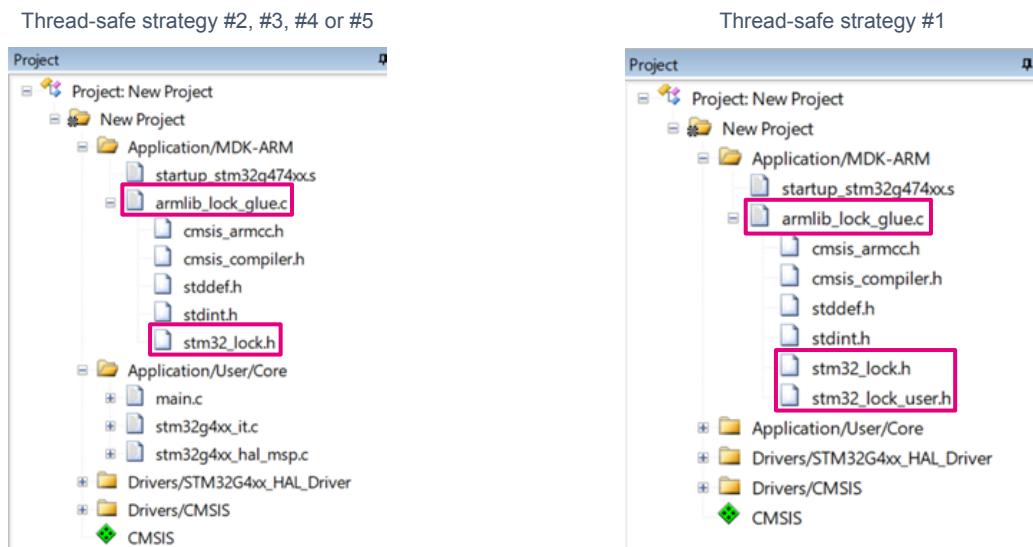 Thread-safe strategy #2, #3, #4 or #5
Project
Project: New Project
New Project
Application/MDK-ARM
startup_stm32g474xx.s
armlib_lock_glue.c
cmsis_armcc.h
cmsis_compiler.h
stddef.h
stdint.h
stm32_lock.h
Application/User/Core
main.c
stm32g4xx_it.c
stm32g4xx_hal_msp.c
Drivers/STM32G4xx_HAL_Driver
Drivers/CMSIS
CMSIS
Thread-safe strategy #1
Project
Project: New Project
New Project
Application/MDK-ARM
startup_stm32g474xx.s
armlib_lock_glue.c
cmsis_armcc.h
cmsis_compiler.h
stddef.h
stdint.h
stm32_lock.h
stm32_lock_user.h
Application/User/Core
Drivers/STM32G4xx_HAL_Driver
Drivers/CMSIS
CMSIS